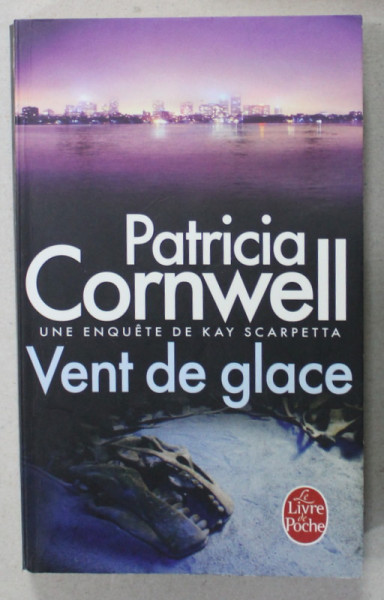 Patricia
Cornwell
UNE ENQUÊTE DE KAY SCARPETTA
Vent de glace
Le
Livre
de
Poche